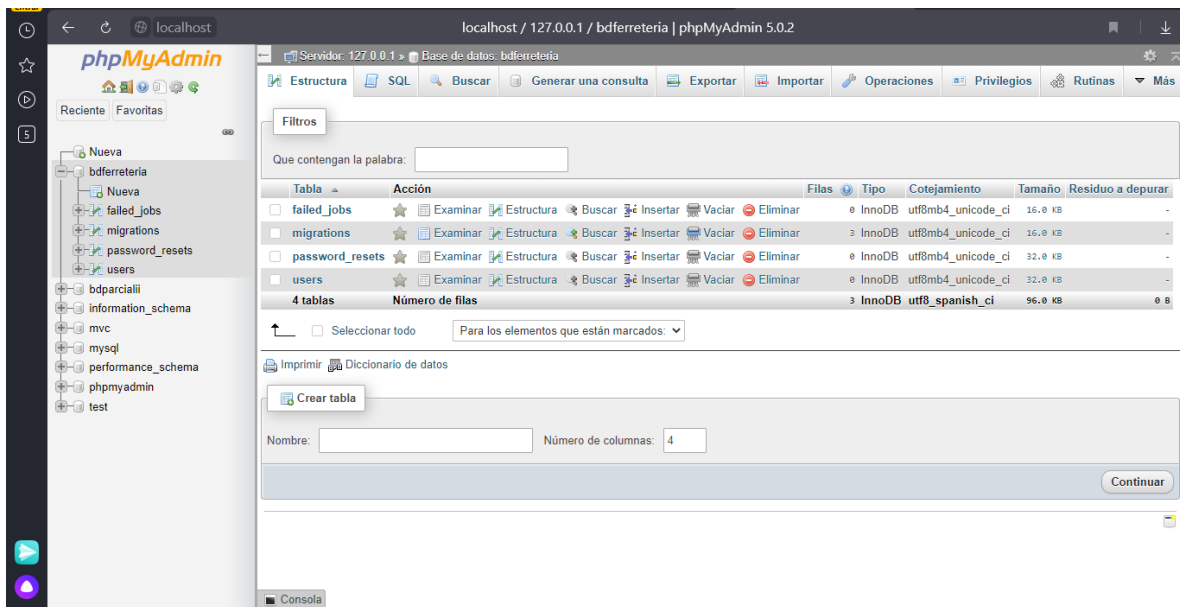 localhost
localhost / 127.0.0.1 / bdferreteria | phpMyAdmin 5.0.2
phpMyAdmin
Reciente Favoritas
Nueva
bdferreteria
Nueva
failed_jobs
migrations
password_resets
users
bdparcialii
information_schema
mvc
mysql
performance_schema
phpmyadmin
test
5
Servidor: 127.0.0.1 » Base de datos: bdferreteria
Estructura SQL Buscar Generar una consulta Exportar Importar Operaciones Privilegios Rutinas Más
Filtros
Que contengan la palabra:
Tabla Acción Filas Tipo Cotejamiento Tamaño Residuo a depurar
failed_jobs Examinar Estructura Buscar Insertar Vaciar Eliminar 0 InnoDB utf8mb4_unicode_ci 16.0 KB -
migrations Examinar Estructura Buscar Insertar Vaciar Eliminar 3 InnoDB utf8mb4_unicode_ci 16.0 KB -
password_resets Examinar Estructura Buscar Insertar Vaciar Eliminar 0 InnoDB utf8mb4_unicode_ci 32.0 KB -
users Examinar Estructura Buscar Insertar Vaciar Eliminar 0 InnoDB utf8mb4_unicode_ci 32.0 KB -
4 tablas Número de filas 3 InnoDB utf8_spanish_ci 96.0 KB 0 B
Seleccionar todo Para los elementos que están marcados:
Imprimir Diccionario de datos
Crear tabla
Nombre: Número de columnas: 4
Continuar
Consola